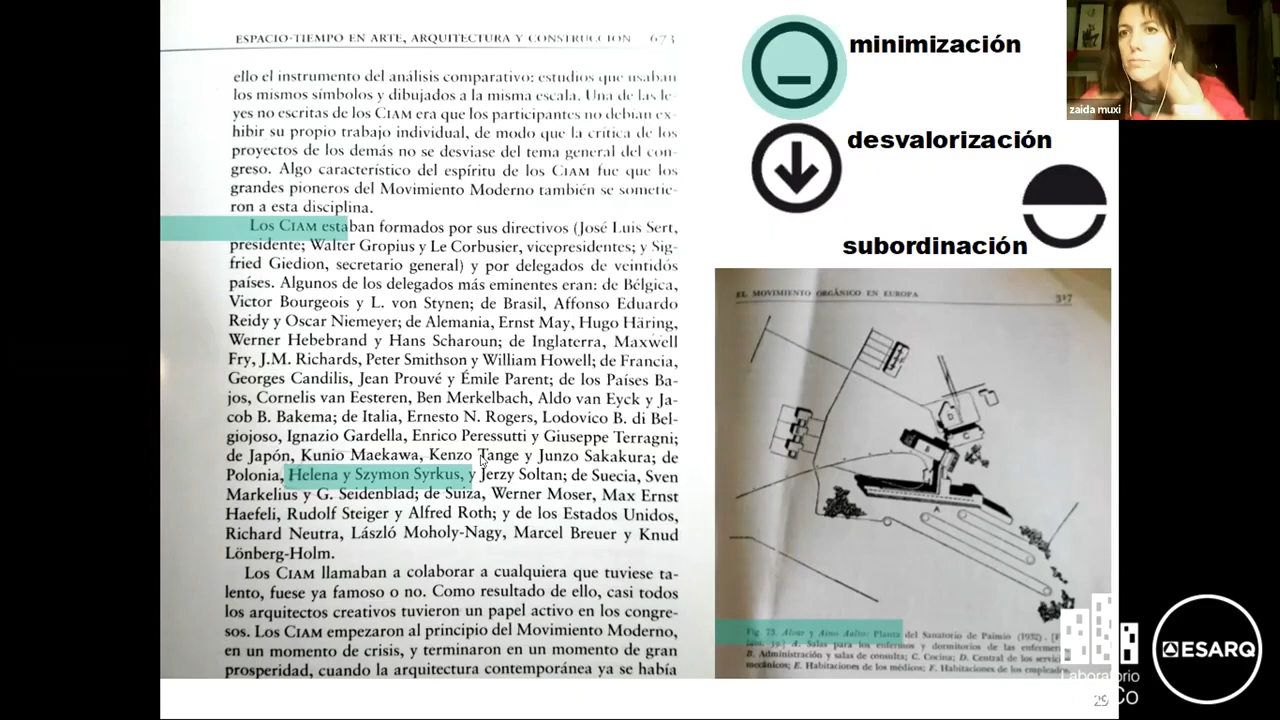 ESPACIO-TIEMPO EN ARTE, ARQUITECTURA Y CONSTRUCCION 673
ello el instrumento del análisis comparativo: estudios que usaban
los mismos símbolos y dibujados a la misma escala. Una de las le-
yes no escritas de los CIAM era que los participantes no debían ex-
hibir su propio trabajo individual, de modo que la crítica de los
proyectos de los demás no se desviase del tema general del con-
greso. Algo característico del espíritu de los CIAM fue que los
grandes pioneros del Movimiento Moderno también se sometie-
ron a esta disciplina.
Los CIAM estaban formados por sus directivos (José Luis Sert,
presidente; Walter Gropius y Le Corbusier, vicepresidentes; y Sig-
fried Giedion, secretario general) y por delegados de veintidós
países. Algunos de los delegados más eminentes eran: de Bélgica,
Victor Bourgeois y L. von Stynen; de Brasil, Affonso Eduardo
Reidy y Oscar Niemeyer; de Alemania, Ernst May, Hugo Häring,
Werner Hebebrand y Hans Scharoun; de Inglaterra, Maxwell
Fry, J.M. Richards, Peter Smithson y William Howell; de Francia,
Georges Candilis, Jean Prouvé y Émile Parent; de los Países Ba-
jos, Cornelis van Eesteren, Ben Merkelbach, Aldo van Eyck y Ja-
cob B. Bakema; de Italia, Ernesto N. Rogers, Lodovico B. di Bel-
giojoso, Ignazio Gardella, Enrico Peressutti y Giuseppe Terragni;
de Japón, Kunio Maekawa, Kenzo Tange y Junzo Sakakura; de
Polonia, Helena y Szymon Syrkus, y Jerzy Soltan; de Suecia, Sven
Markelius y G. Seidenblad; de Suiza, Werner Moser, Max Ernst
Haefeli, Rudolf Steiger y Alfred Roth; y de los Estados Unidos,
Richard Neutra, László Moholy-Nagy, Marcel Breuer y Knud
Lönberg-Holm.
Los CIAM llamaban a colaborar a cualquiera que tuviese ta-
lento, fuese ya famoso o no. Como resultado de ello, casi todos
los arquitectos creativos tuvieron un papel activo en los congre-
sos. Los CIAM empezaron al principio del Movimiento Moderno,
en un momento de crisis, y terminaron en un momento de gran
prosperidad, cuando la arquitectura contemporánea ya se había
minimización
desvalorización
subordinación
zaida muxi
EL MOVIMIENTO ORGÁNICO EN EUROPA 317
D
C
B
A
Fig. 75. Alvar y Aino Aalto: Planta del Sanatorio de Paimio (1932).
A. Salas para los enfermos y dormitorios de las
B. Administración y salas de consulta; C. Cocina; D. Central de los
mecánicos; E. Habitaciones de los médicos; F. Habitaciones de los
Laboratorio
Co
29
ESARQ